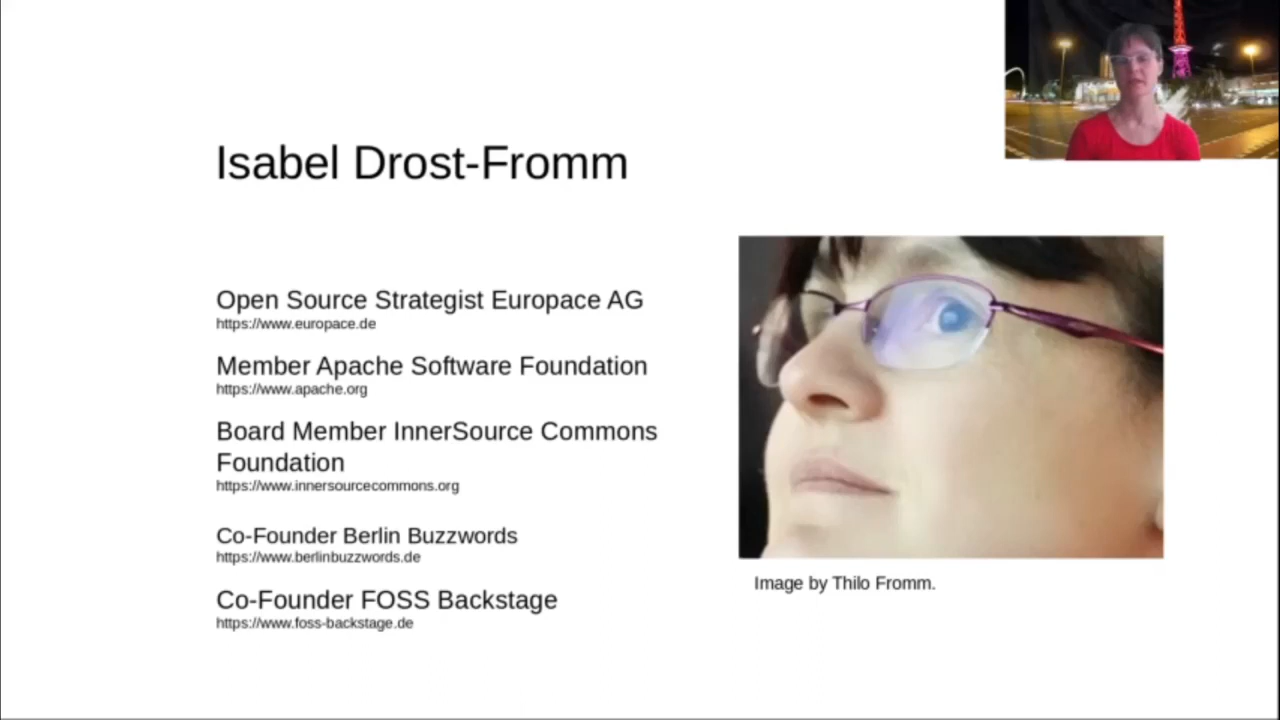 Isabel Drost-Fromm
Open Source Strategist Europace AG
https://www.europace.de
Member Apache Software Foundation
https://www.apache.org
Board Member InnerSource Commons
Foundation
https://www.innersourcecommons.org
Co-Founder Berlin Buzzwords
https://www.berlinbuzzwords.de
Co-Founder FOSS Backstage
https://www.foss-backstage.de
Image by Thilo Fromm.